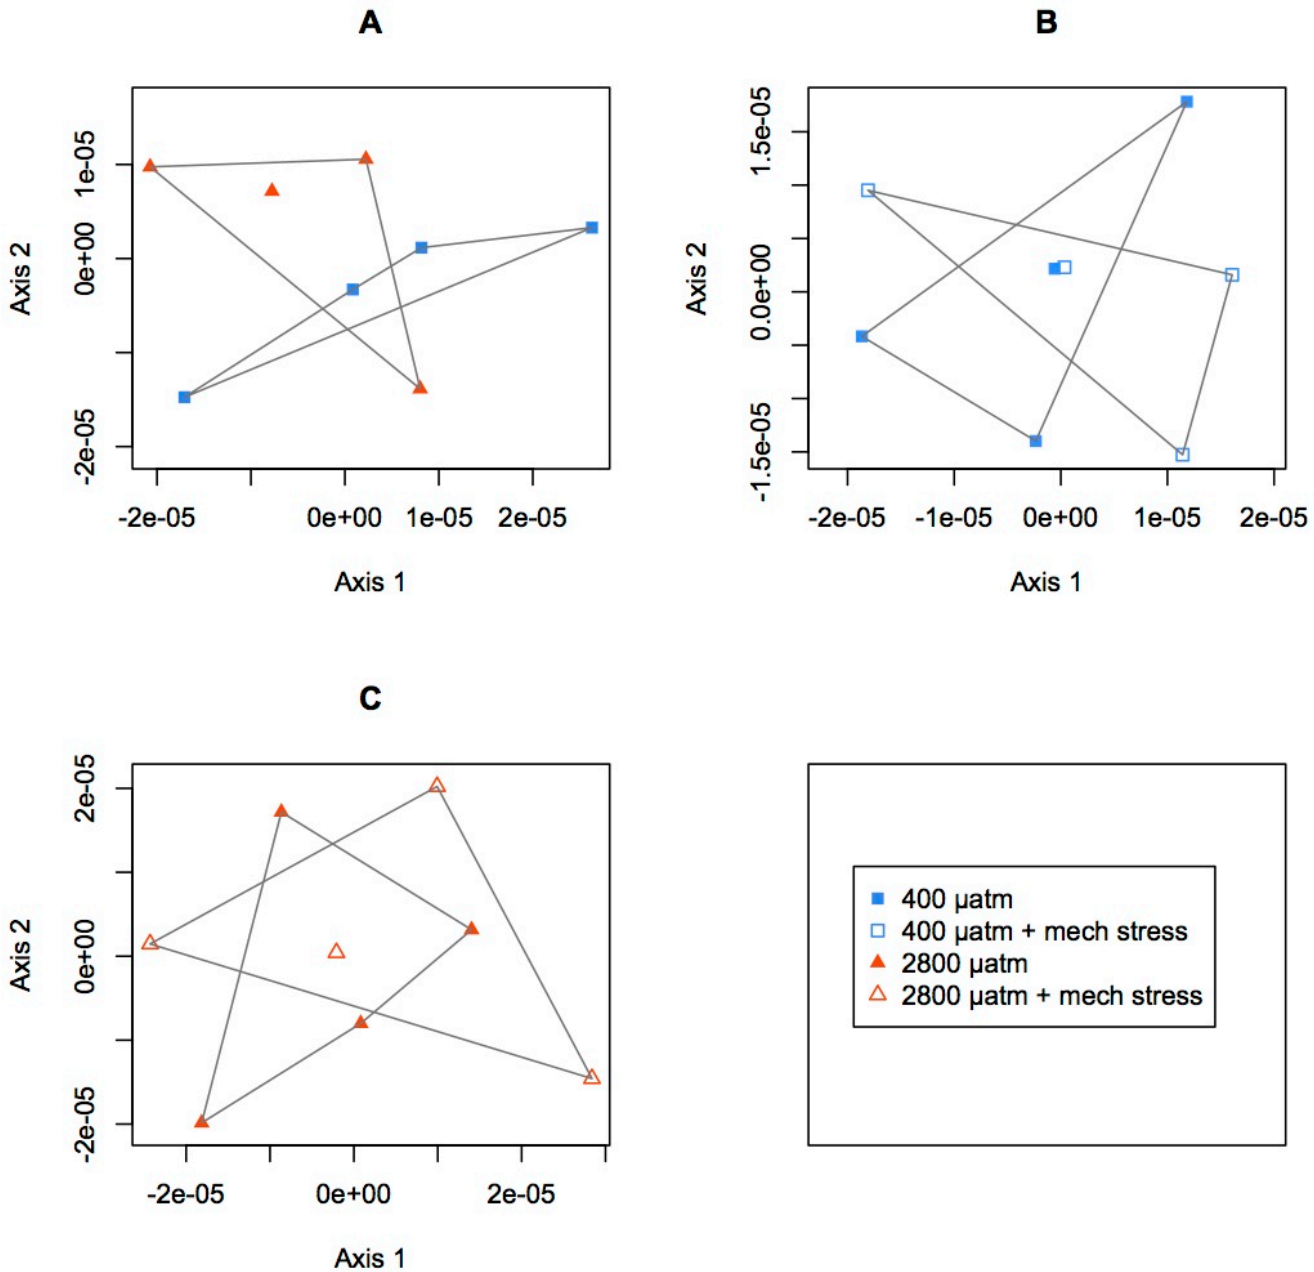 A
Axis 2
1e-05
0e+00
-2e-05
-2e-05 0e+00 1e-05 2e-05
Axis 1
B
Axis 2
1.5e-05
0.0e+00
-1.5e-05
-2e-05 -1e-05 0e+00 1e-05 2e-05
Axis 1
C
Axis 2
2e-05
0e+00
-2e-05
-2e-05 0e+00 2e-05
Axis 1
400 µatm
400 µatm + mech stress
2800 µatm
2800 µatm + mech stress